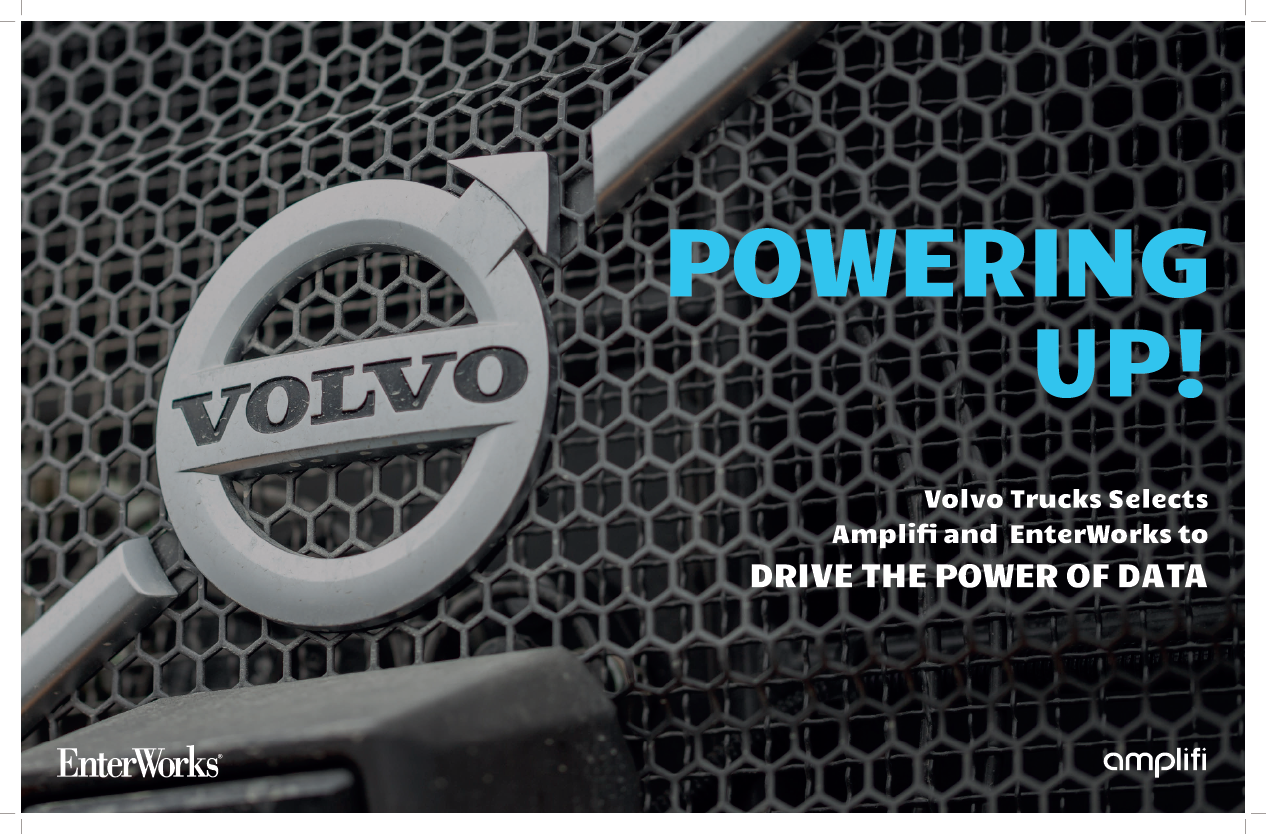 VOLVO
POWERING
UP!
Volvo Trucks Selects
Amplifi and EnterWorks to
DRIVE THE POWER OF DATA
EnterWorks®
amplifi